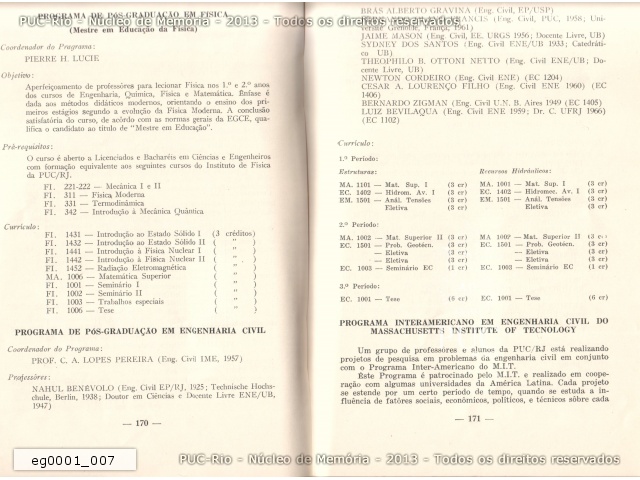 PROGRAMA DE PÓS-GRADUAÇÃO EM FÍSICA
(Mestre em Educação da Física)
Coordenador do Programa:
PIERRE H. LUCIE
Objetivo:
Aperfeiçoamento de professôres para lecionar Física nos 1.º e 2.º anos
dos cursos de Engenharia, Química, Física e Matemática. Ênfase é
dada aos métodos didáticos modernos, orientando o ensino dos pri-
meiros estágios segundo a evolução da Física Moderna. A conclusão
satisfatória do curso, de acôrdo com as normas gerais da EGCE, qua-
lifica o candidato ao título de "Mestre em Educação".
Pré-requisitos:
O curso é aberto a Licenciados e Bacharéis em Ciências e Engenheiros
com formação equivalente aos seguintes cursos do Instituto de Física
da PUC/RJ.
FI. 221-222 — Mecânica I e II
FI. 311 — Física Moderna
FI. 331 — Termodinâmica
FI. 342 — Introdução à Mecânica Quântica
Currículo:
FI. 1431 — Introdução ao Estado Sólido I (3 créditos)
FI. 1432 — Introdução ao Estado Sólido II ( " )
FI. 1441 — Introdução à Física Nuclear I ( " )
FI. 1442 — Introdução à Física Nuclear II ( " )
FI. 1452 — Radiação Eletromagnética ( " )
MA. 1006 — Matemática Superior ( " )
FI. 1001 — Seminário I ( " )
FI. 1002 — Seminário II ( " )
FI. 1003 — Trabalhos especiais ( " )
FI. 1006 — Tese ( " )
PROGRAMA DE PÓS-GRADUAÇÃO EM ENGENHARIA CIVIL
Coordenador do Programa:
PROF. C. A. LOPES PEREIRA (Eng. Civil IME, 1957)
Professôres:
NAHUL BENÉVOLO (Eng. Civil EP/RJ, 1925; Technische Hochs-
chule, Berlin, 1938; Doutor em Ciências e Docente Livre ENE/UB,
1947)
— 170 —
BRÁS ALBERTO GRAVINA (Eng. Civil, EP/USP)
(Eng. Civil, PUC, 1958; Uni-
versité Grenoble, França, 1961)
JAIME MASON (Eng. Civil, EE. URGS 1956; Docente Livre, UB)
SYDNEY DOS SANTOS (Eng. Civil ENE/UB 1933; Catedráti-
co UB)
THEOPHILO B. OTTONI NETTO (Eng. Civil ENE/UB; Do-
cente Livre, UB)
NEWTON CORDEIRO (Eng. Civil ENE) (EC 1204)
CESAR A. LOURENÇO FILHO (Eng. Civil ENE 1960) (EC
1406)
BERNARDO ZIGMAN (Eng. Civil U.N. B. Aires 1949 (EC 1405)
LUIZ BEVILAQUA (Eng. Civil ENE 1959; Dr. C. UFRJ 1966)
(EC 1102)
Currículo:
1.º Período:
Estruturas: Recursos Hidráulicos:
MA. 1101 — Mat. Sup. I (3 cr) MA. 1001 — Mat. Sup. I (3 cr)
EC. 1402 — Hidrom. Av. I (3 cr) EC. 1402 — Hidromec. Av. I (3 cr)
EM. 1501 — Anál. Tensões (3 cr) EM. 1501 — Anál. Tensões (3 cr)
Eletiva (3 cr) Eletiva (3 cr)
2.º Período:
MA. 1002 — Mat. Superior II (3 cr) MA 1002 — Mat. Superior II (3 cr)
EC. 1501 — Prob. Geotécn. (3 cr) EC. 1501 — Prob. Geotécn. (3 cr)
— Eletiva (3 cr) — Eletiva (3 cr)
— Eletiva (3 cr) — Eletiva (3 cr)
EC. 1003 — Seminário EC (1 cr) EC. 1003 — Seminário EC (1 cr)
3.º Período:
EC. 1001 — Tese (6 cr) EC. 1001 — Tese (6 cr)
PROGRAMA INTERAMERICANO EM ENGENHARIA CIVIL DO
MASSACHUSETTS INSTITUTE OF TECNOLOGY
Um grupo de professôres e alunos da PUC/RJ está realizando
projetos de pesquisa em problemas da engenharia civil em conjunto
com o Programa Inter-Americano do M.I.T.
Êste Programa é patrocinado pelo M.I.T. e realizado em coope-
ração com algumas universidades da América Latina. Cada projeto
se estende por um certo período de tempo, quando se estuda a in-
fluência de fatôres sociais, econômicos, políticos, e técnicos sôbre cada
— 171 —
PUC-Rio - Núcleo de Memória - 2013 - Todos os direitos reservados
eg0001_007
PUC-Rio - Núcleo de Memória - 2013 - Todos os direitos reservados